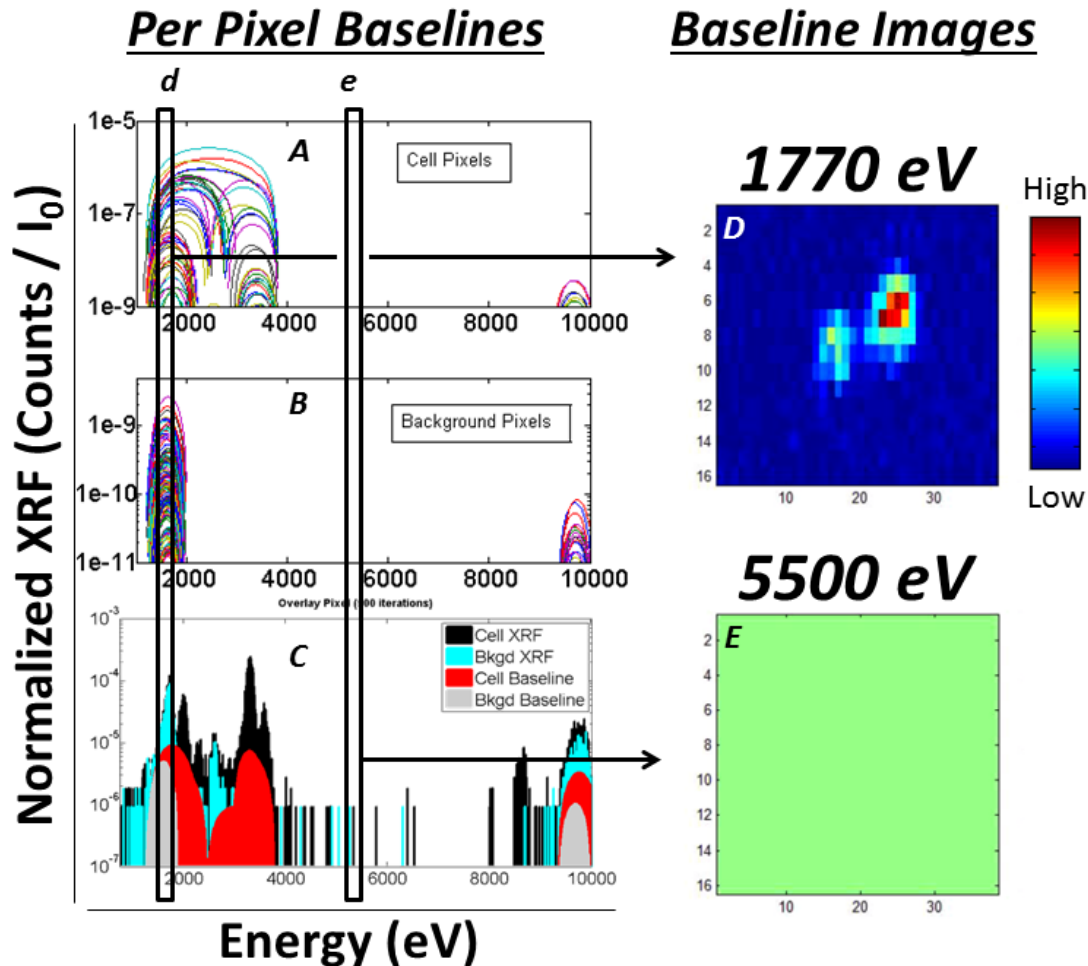 Per Pixel Baselines
Baseline Images
d
e
Normalized XRF (Counts / I0)
1e-5
1e-7
1e-9
A
Cell Pixels
2000
4000
6000
8000
10000
1e-9
1e-10
1e-11
B
Background Pixels
2000
4000
6000
8000
10000
10^-3
10^-4
10^-5
10^-6
10^-7
C
Cell XRF
Bkgd XRF
Cell Baseline
Bkgd Baseline
2000
4000
6000
8000
10000
Energy (eV)
1770 eV
D
2
4
6
8
10
12
14
16
10
20
30
High
Low
5500 eV
E
2
4
6
8
10
12
14
16
10
20
30
Overlay Pixel
iterations)